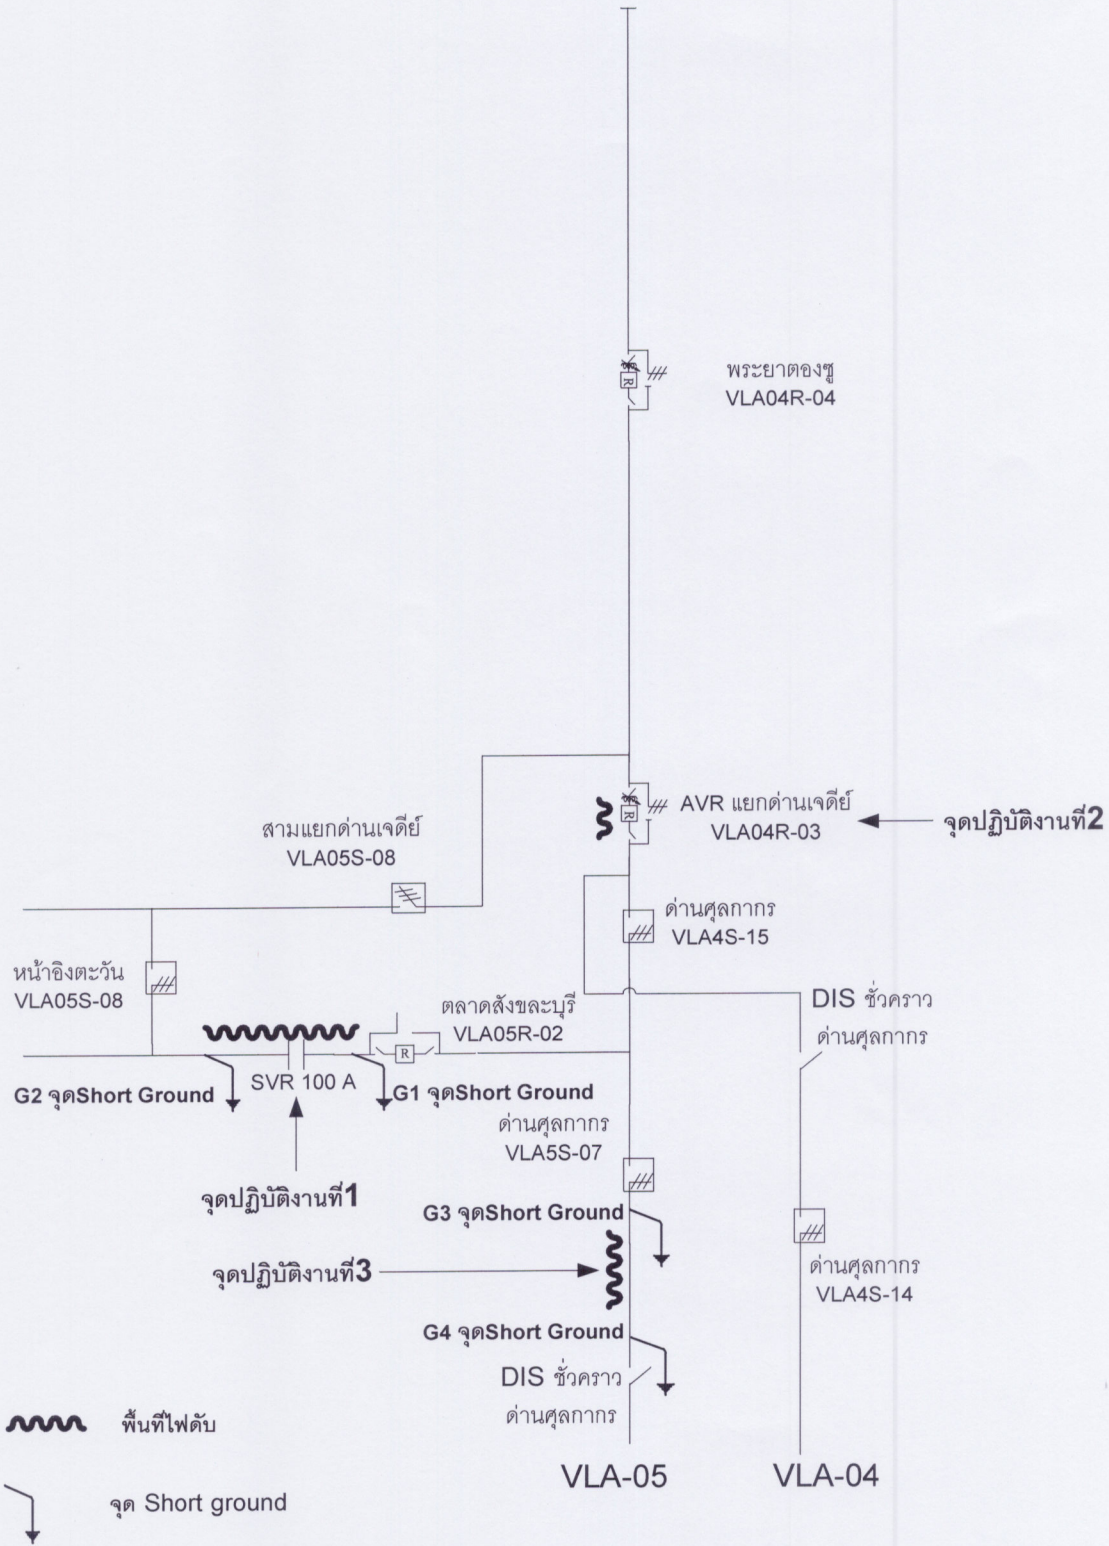 พระยาตองซู
VLA04R-04
R
AVR แยกด่านเจดีย์
VLA04R-03
R
จุดปฏิบัติงานที่2
สามแยกด่านเจดีย์
VLA05S-08
ด่านศุลกากร
VLA4S-15
หน้าอิงตะวัน
VLA05S-08
ตลาดสังขละบุรี
VLA05R-02
R
DIS ชั่วคราว
ด่านศุลกากร
G2 จุดShort Ground
SVR 100 A
G1 จุดShort Ground
ด่านศุลกากร
VLA5S-07
จุดปฏิบัติงานที่1
G3 จุดShort Ground
จุดปฏิบัติงานที่3
ด่านศุลกากร
VLA4S-14
G4 จุดShort Ground
DIS ชั่วคราว
ด่านศุลกากร
พื้นที่ไฟดับ
VLA-05
VLA-04
จุด Short ground